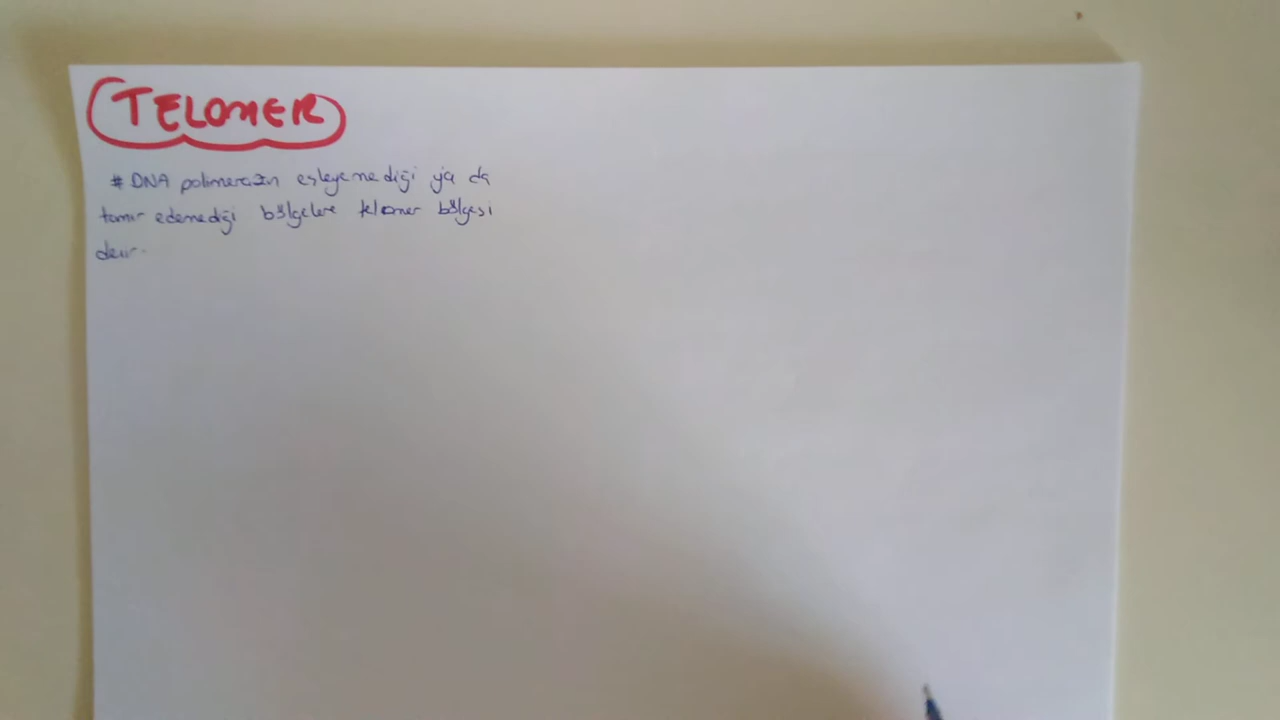 TELOMER
# DNA polimerazın eşleyemediği ya da
tamir edemediği bölgelere telomer bölgesi
denir.